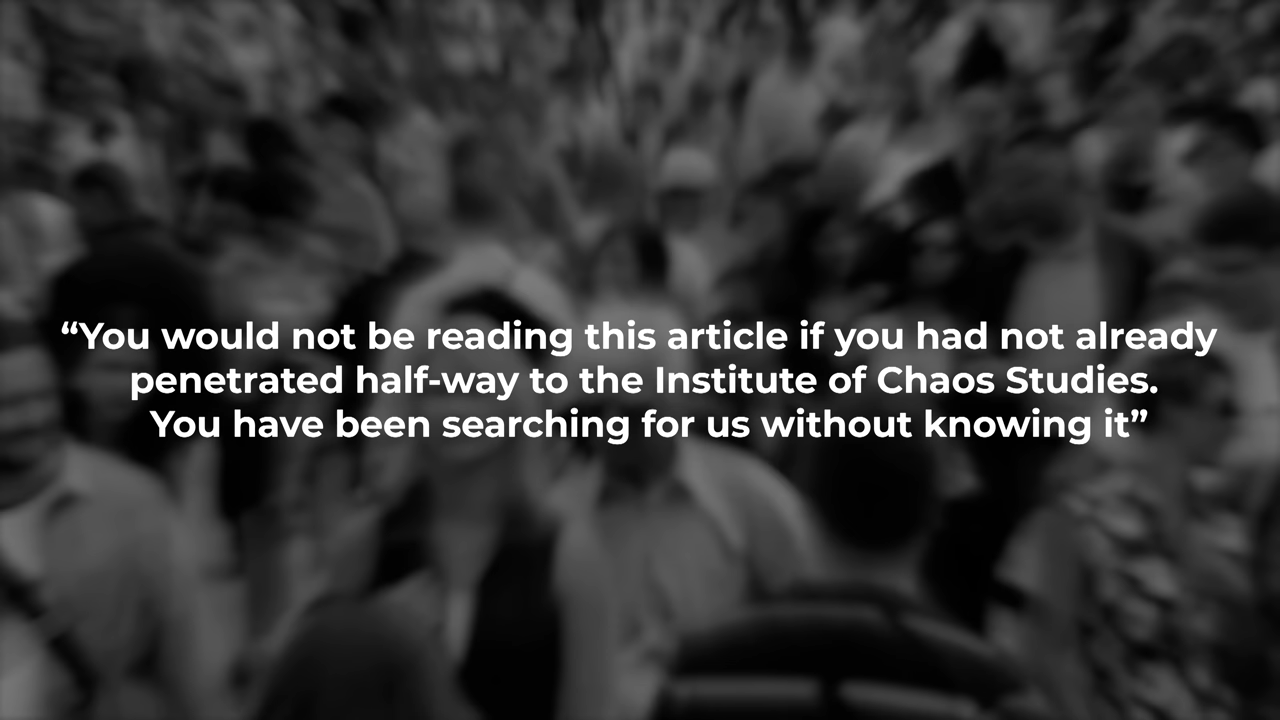 “You would not be reading this article if you had not already
penetrated half-way to the Institute of Chaos Studies.
You have been searching for us without knowing it”